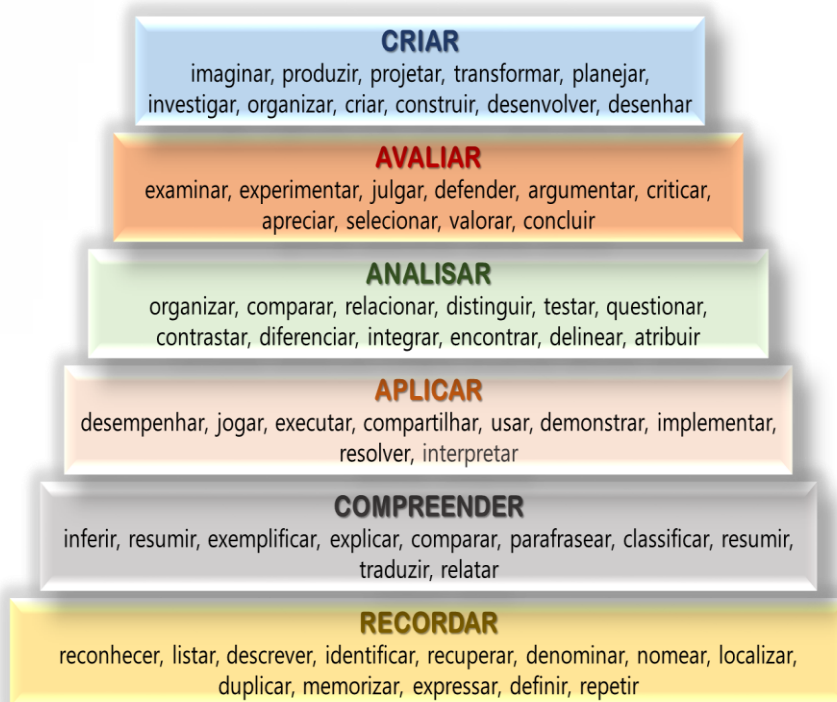 CRIAR
imaginar, produzir, projetar, transformar, planejar,
investigar, organizar, criar, construir, desenvolver, desenhar
AVALIAR
examinar, experimentar, julgar, defender, argumentar, criticar,
apreciar, selecionar, valorar, concluir
ANALISAR
organizar, comparar, relacionar, distinguir, testar, questionar,
contrastar, diferenciar, integrar, encontrar, delinear, atribuir
APLICAR
desempenhar, jogar, executar, compartilhar, usar, demonstrar, implementar,
resolver, interpretar
COMPREENDER
inferir, resumir, exemplificar, explicar, comparar, parafrasear, classificar, resumir,
traduzir, relatar
RECORDAR
reconhecer, listar, descrever, identificar, recuperar, denominar, nomear, localizar,
duplicar, memorizar, expressar, definir, repetir